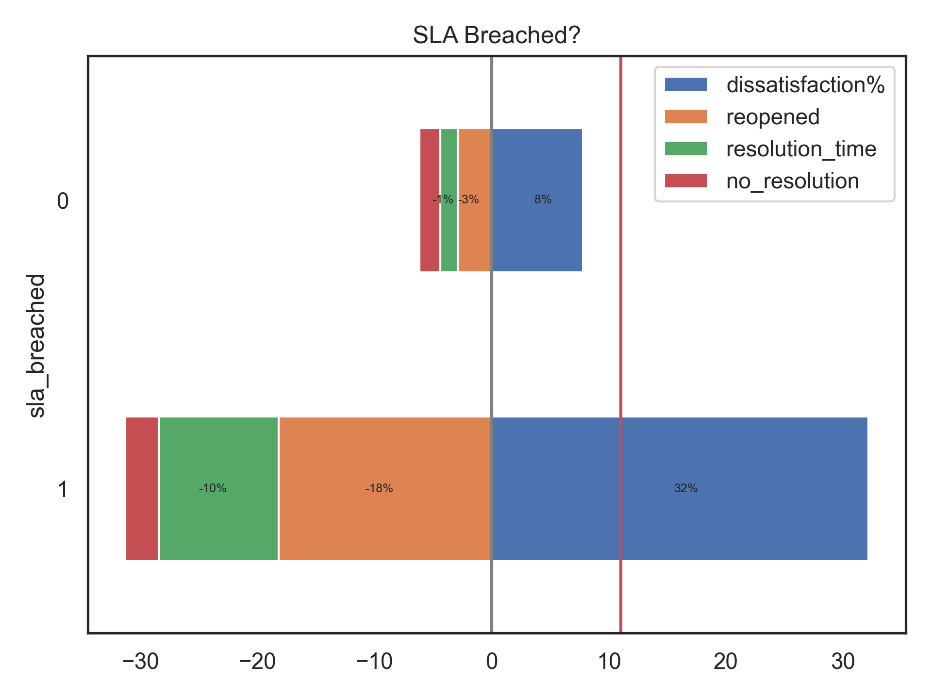 SLA Breached?
dissatisfaction%
reopened
resolution_time
no_resolution
0
-1% -3% 8%
sla_breached
1
-10% -18% 32%
−30 −20 −10 0 10 20 30